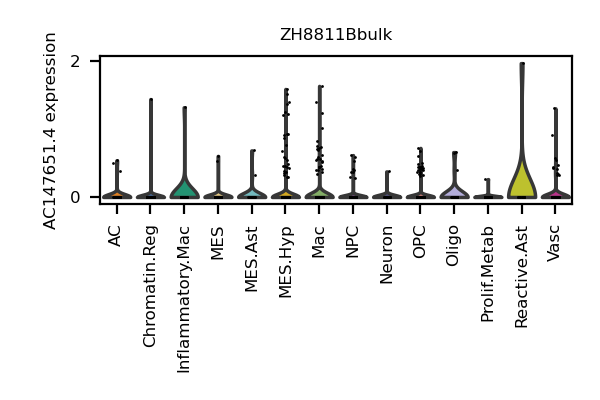 ZH8811Bbulk
AC147651.4 expression
2
0
AC
Chromatin.Reg
Inflammatory.Mac
MES
MES.Ast
MES.Hyp
Mac
NPC
Neuron
OPC
Oligo
Prolif.Metab
Reactive.Ast
Vasc